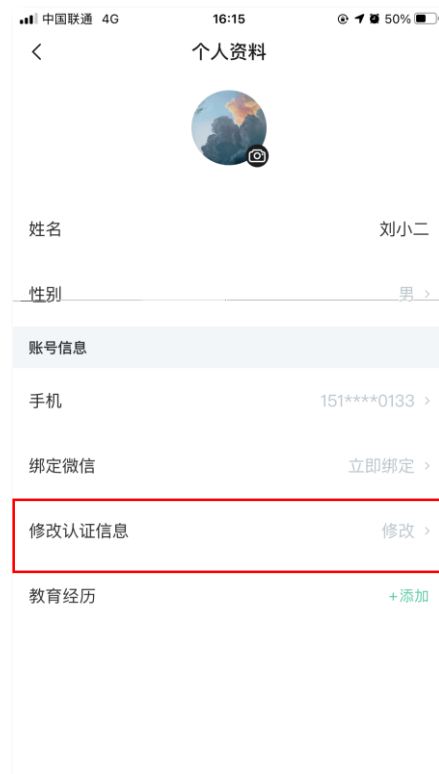 中国联通 4G 16:15 50%
个人资料
姓名 刘小二
性别 男
账号信息
手机 151****0133
绑定微信 立即绑定
修改认证信息 修改
教育经历 +添加